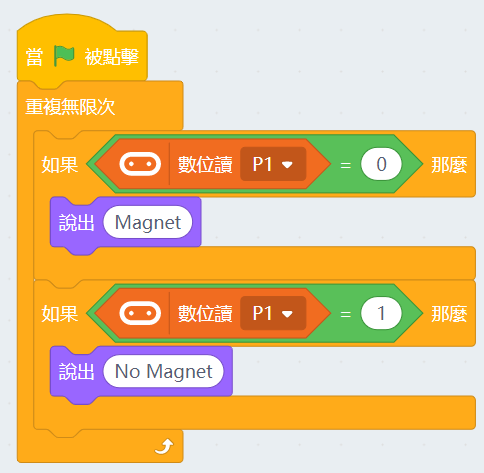 當 被點擊
重複無限次
如果 數位讀 P1 = 0 那麼
說出 Magnet
如果 數位讀 P1 = 1 那麼
說出 No Magnet